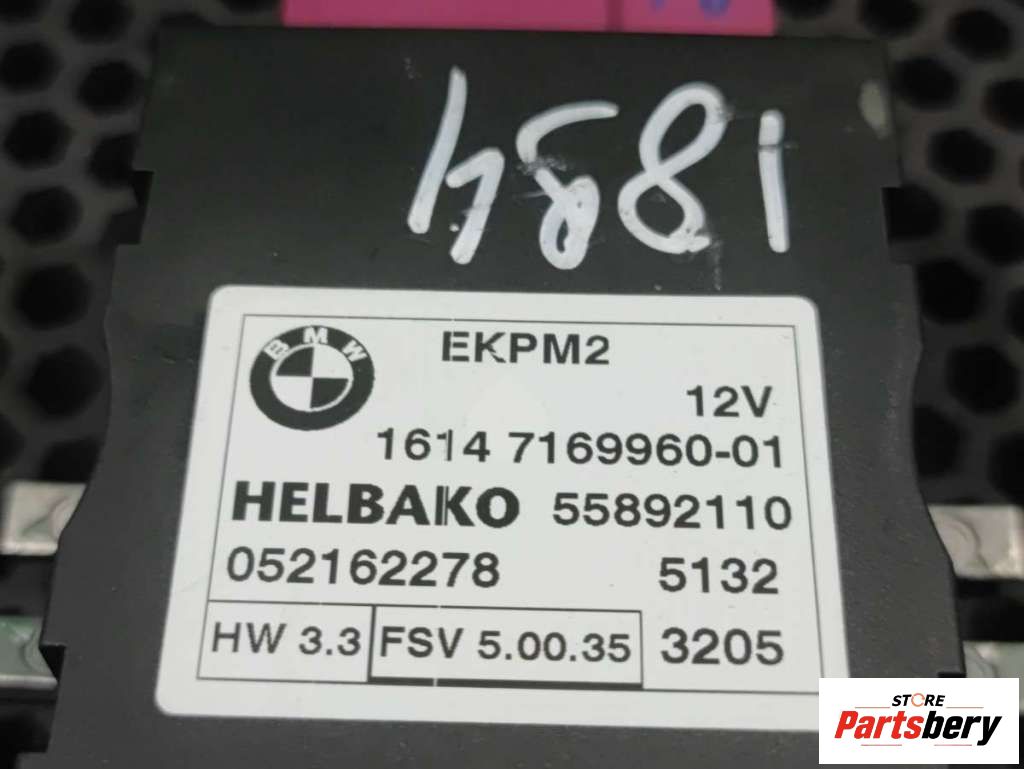 BMW
EKPM2
12V
1614 7169960-01
HELBAKO 55892110
052162278 5132
HW 3.3 FSV 5.00.35 3205
STORE
Partsbery